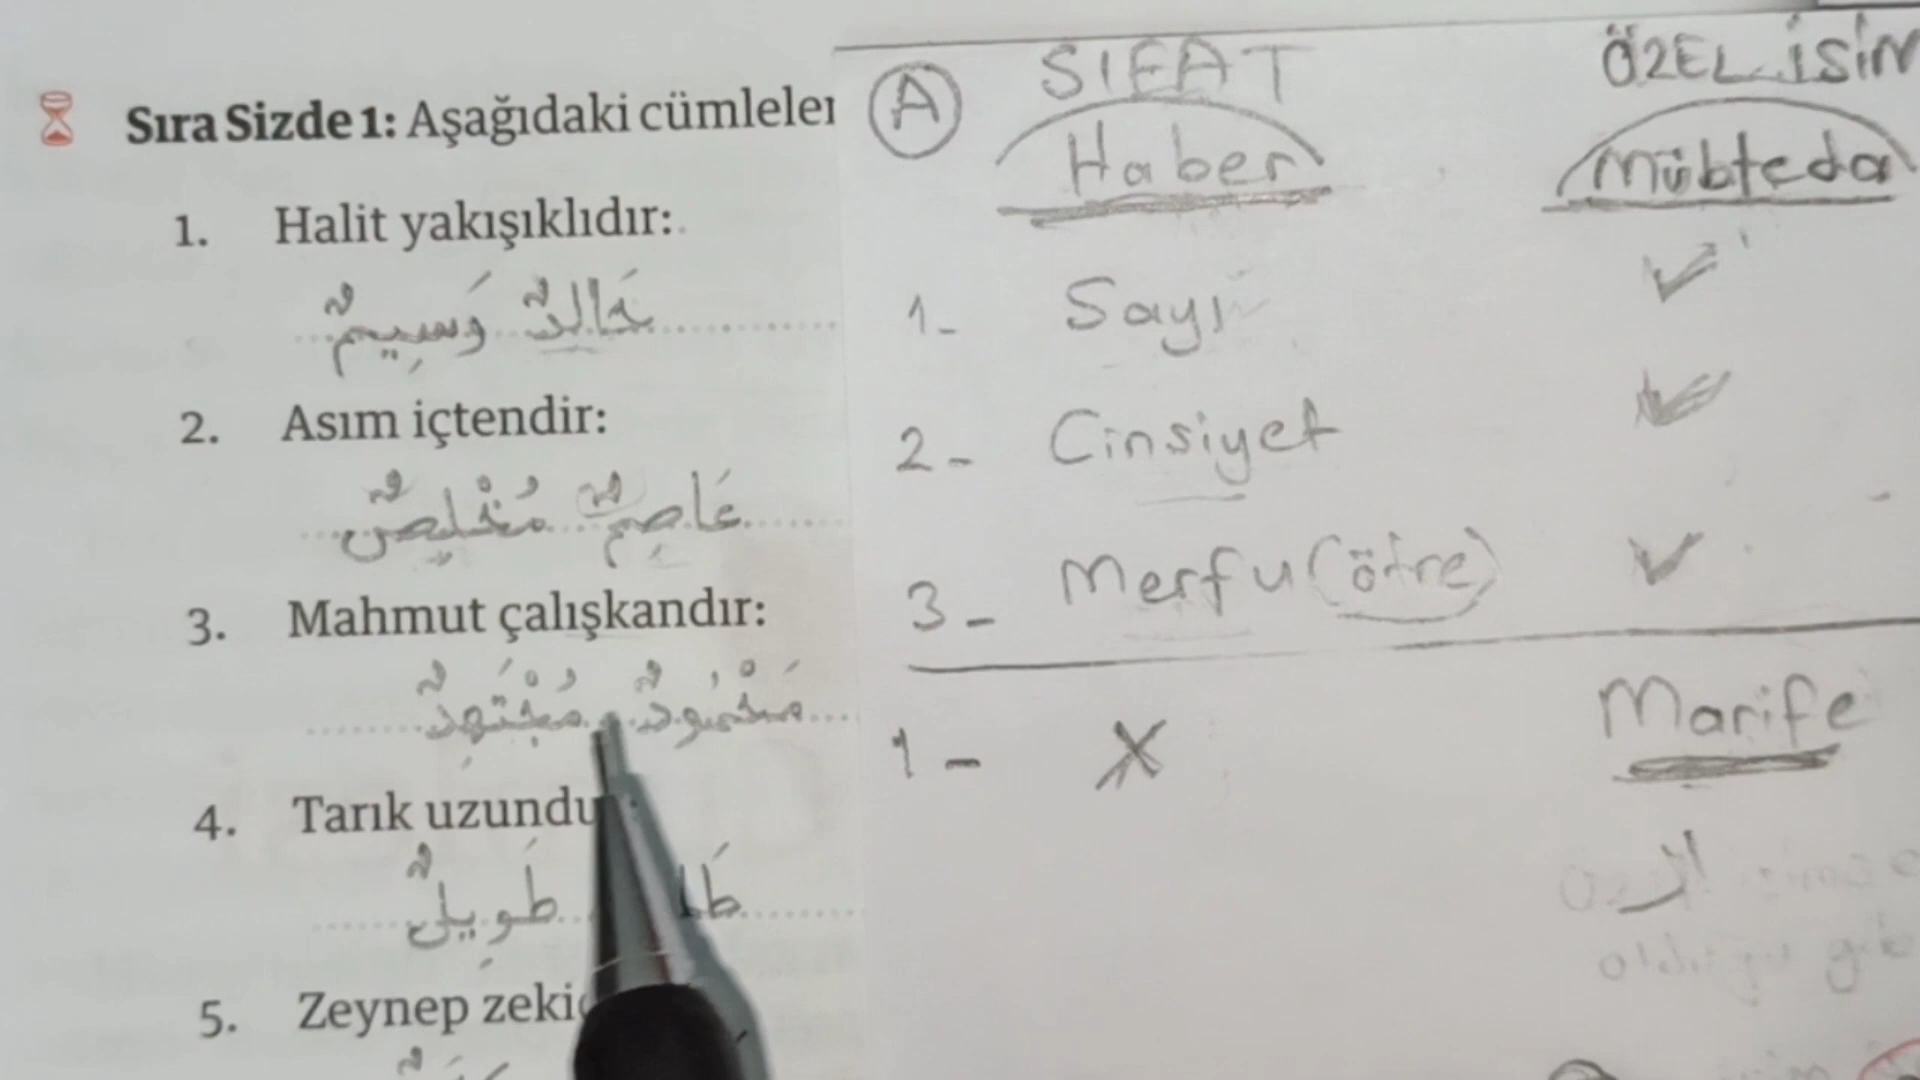 Sıra Sizde 1: Aşağıdaki cümleler
1. Halit yakışıklıdır:
خَالِدٌ وَسِيمٌ
2. Asım içtendir:
عَاصِمٌ مُخْلِصٌ
3. Mahmut çalışkandır:
مَحْمُودٌ مُجْتَهِدٌ
4. Tarık uzundu
طَوِيلٌ
5. Zeynep zeki
A SIFAT ÖZEL İSİM
Haber Mübteda
1- Sayı ✓
2- Cinsiyet ✓
3- Merfu (ötre) ✓
1- X Marife
ال